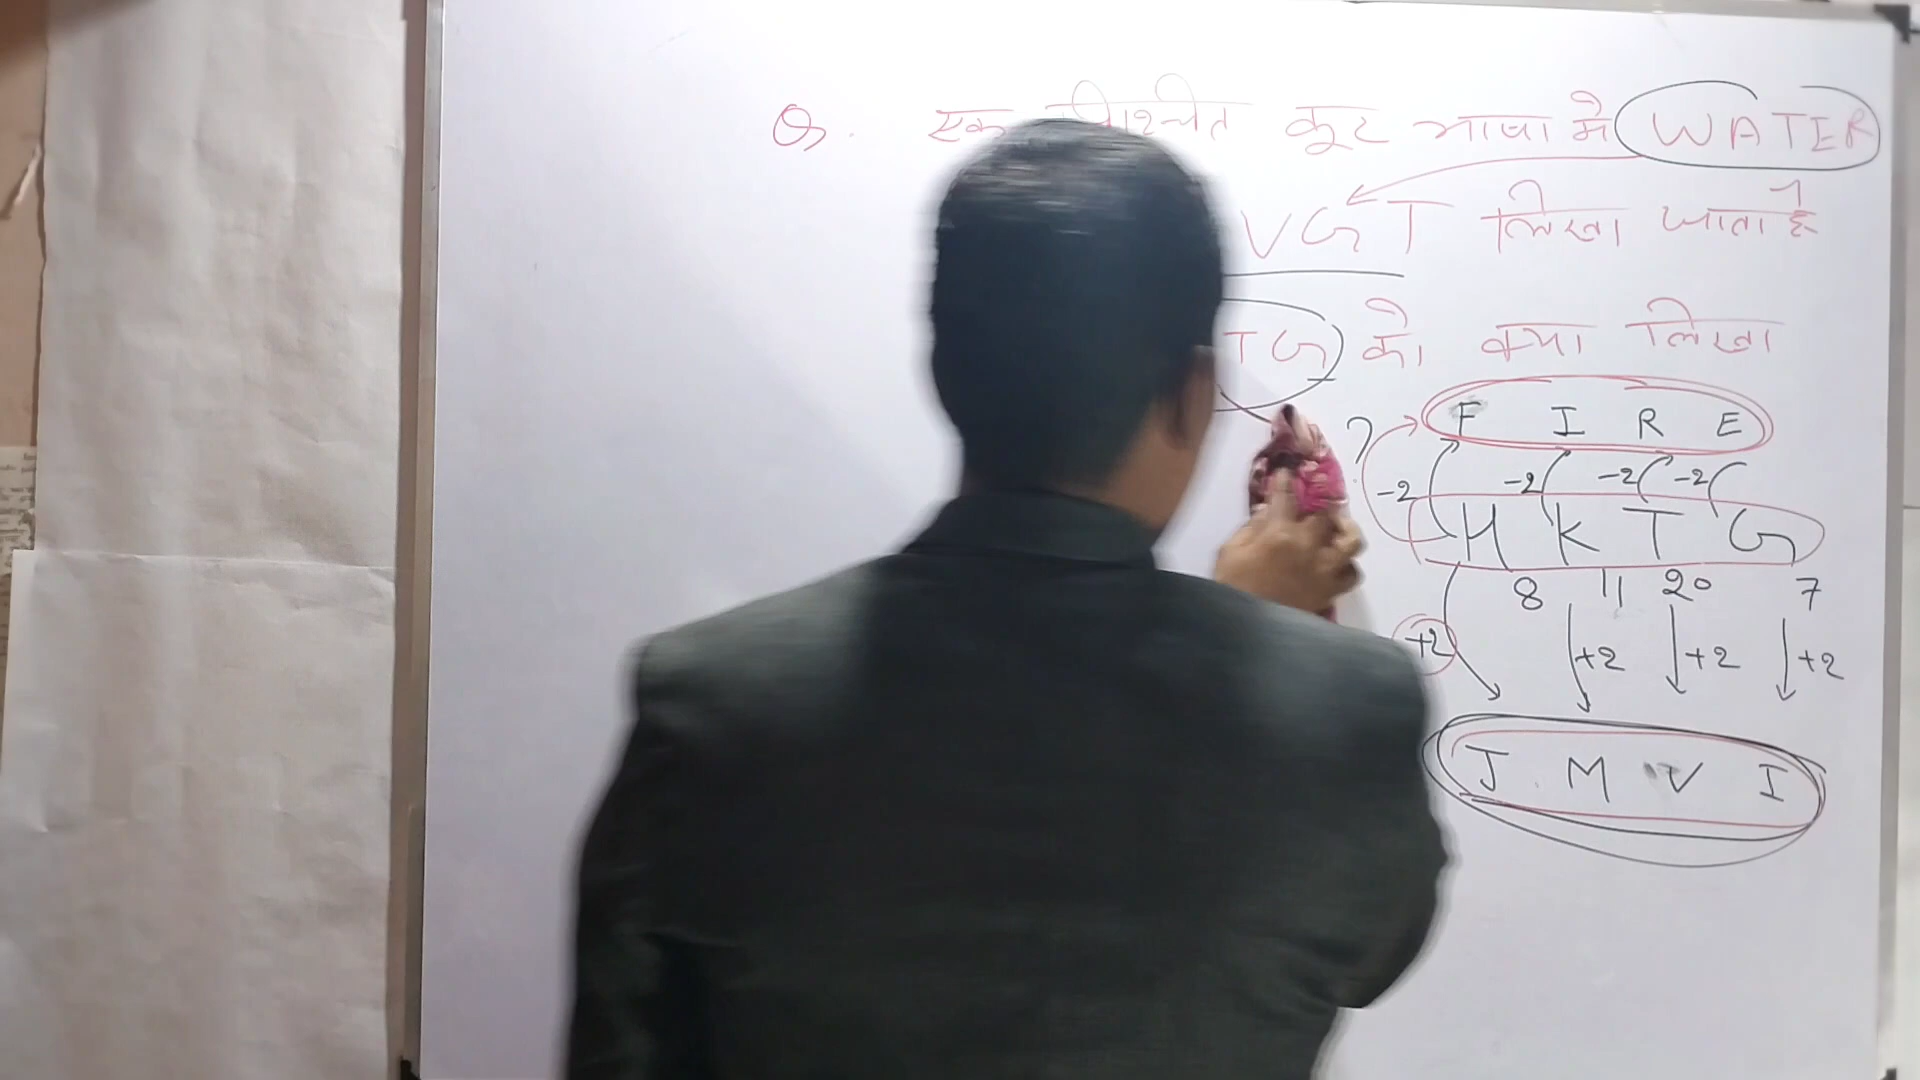 Q. एक निश्चीत कूट भाषा में WATER
VGT लिखा जाता है
TG को क्या लिखा
?
F I R E
-2 -2 -2 -2
H K T G
8 11 20 7
+2 +2 +2 +2
J M V I